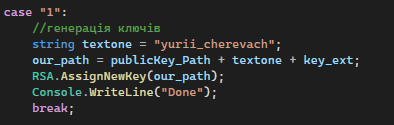 case "1":
//генерація ключів
string textone = "yurii_cherevach";
our_path = publicKey_Path + textone + key_ext;
RSA.AssignNewKey(our_path);
Console.WriteLine("Done");
break;